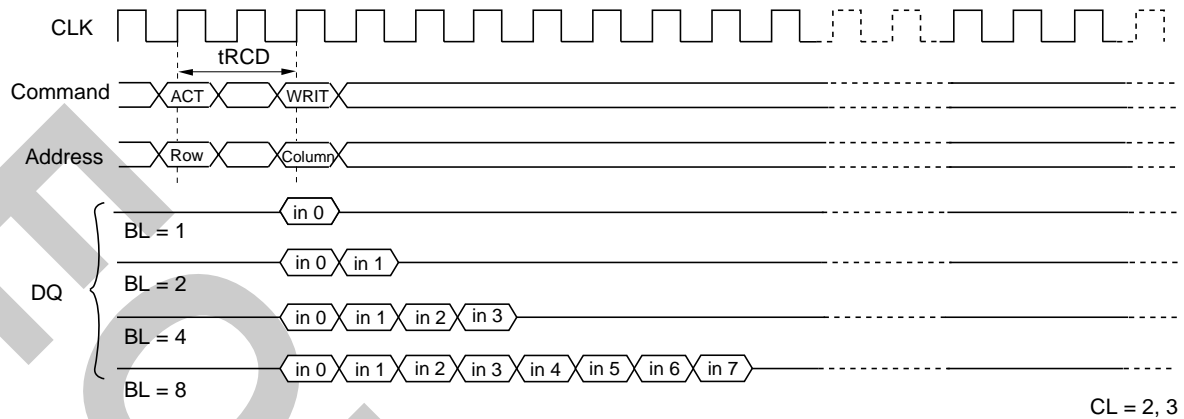 CLK
tRCD
Command ACT WRIT
Address Row Column
in 0
BL = 1
in 0 in 1
BL = 2
DQ
in 0 in 1 in 2 in 3
BL = 4
in 0 in 1 in 2 in 3 in 4 in 5 in 6 in 7
BL = 8
CL = 2, 3